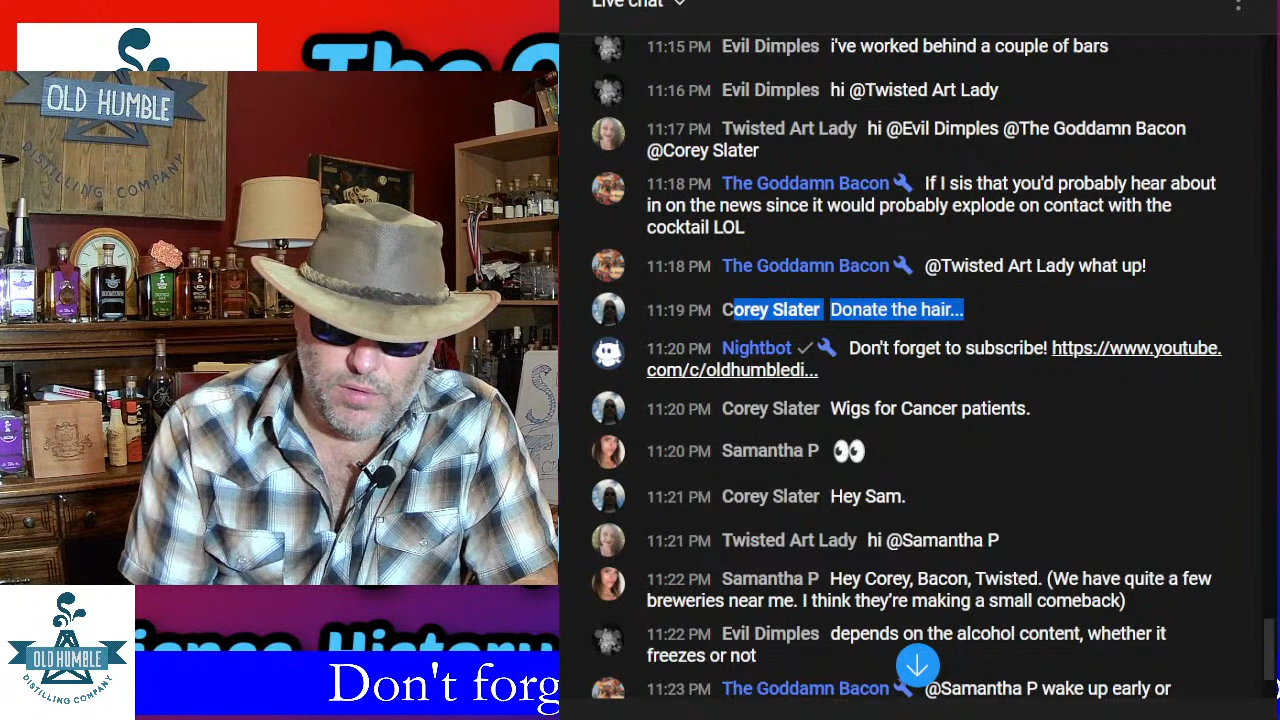 The
OLD HUMBLE
DISTILLING COMPANY
Live chat
11:15 PM Evil Dimples i've worked behind a couple of bars
11:16 PM Evil Dimples hi @Twisted Art Lady
11:17 PM Twisted Art Lady hi @Evil Dimples @The Goddamn Bacon
@Corey Slater
11:18 PM The Goddamn Bacon If I sis that you'd probably hear about
in on the news since it would probably explode on contact with the
cocktail LOL
11:18 PM The Goddamn Bacon @Twisted Art Lady what up!
11:19 PM Corey Slater Donate the hair...
11:20 PM Nightbot Don't forget to subscribe! https://www.youtube.
com/c/oldhumbledi...
11:20 PM Corey Slater Wigs for Cancer patients.
11:20 PM Samantha P 👀
11:21 PM Corey Slater Hey Sam.
11:21 PM Twisted Art Lady hi @Samantha P
11:22 PM Samantha P Hey Corey, Bacon, Twisted. (We have quite a few
breweries near me. I think they're making a small comeback)
11:22 PM Evil Dimples depends on the alcohol content, whether it
freezes or not
11:23 PM The Goddamn Bacon @Samantha P wake up early or
History
OLD HUMBLE
DISTILLING COMPANY
Don't forg